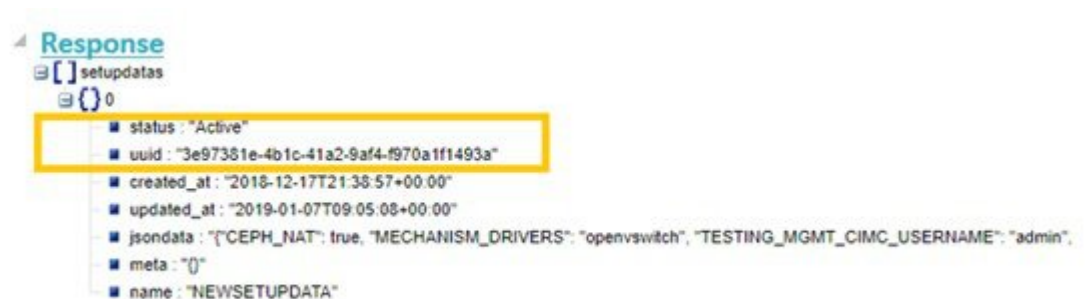 Response
[ ] setupdatas
{} 0
status : "Active"
uuid : "3e97381e-4b1c-41a2-9af4-f970a1f1493a"
created_at : "2018-12-17T21:38:57+00:00"
updated_at : "2019-01-07T09:05:08+00:00"
jsondata : "{"CEPH_NAT": true, "MECHANISM_DRIVERS": "openvswitch", "TESTING_MGMT_CIMC_USERNAME": "admin",
meta : "{}"
name : "NEWSETUPDATA"